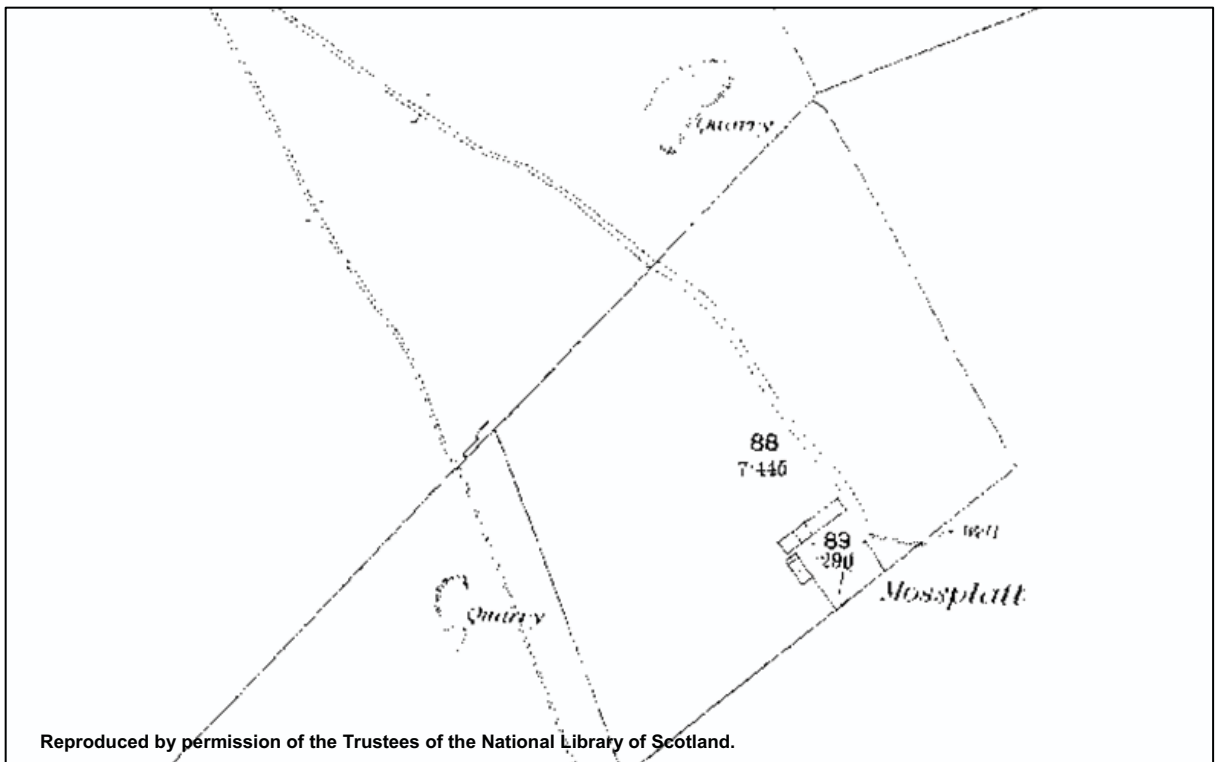 Quarry
88
7·445
89
·290
Well
Mossplatt
Quarry
Reproduced by permission of the Trustees of the National Library of Scotland.